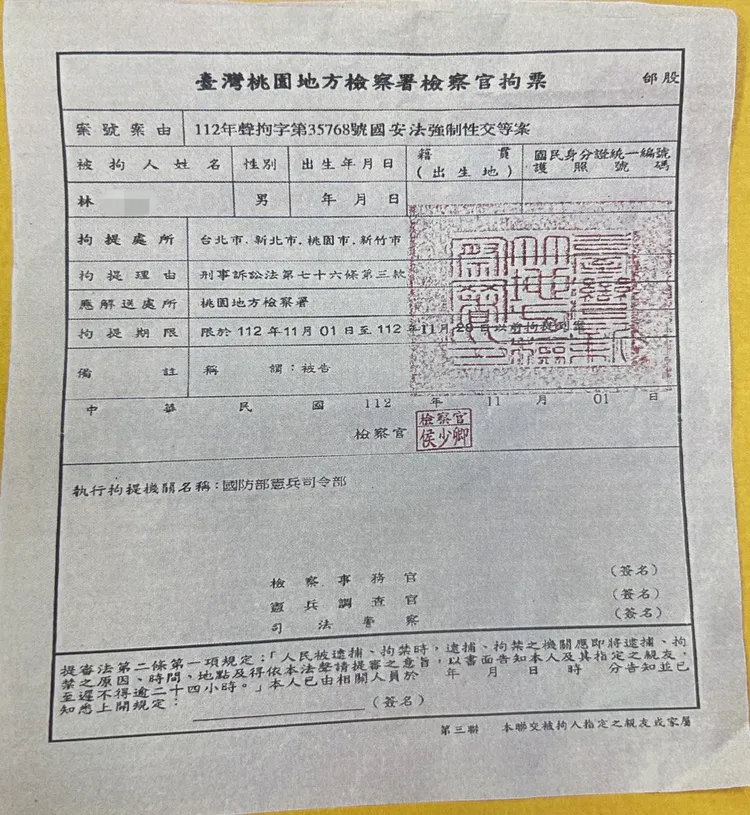 臺灣桃園地方檢察署檢察官拘票 邰股
案號案由 112年聲拘字第35768號國安法強制性交等案
被拘人姓名 性別 出生年月日 籍貫(出生地) 國民身分證統一編號 護照號碼
林 男 年 月 日
拘提處所 台北市、新北市、桃園市、新竹市
拘提理由 刑事訴訟法第七十六條第三款
應解送處所 桃園地方檢察署
拘提期限 限於 112 年 11月 01 日至 112 年 11月 28 日以前拘提到案
備註 稱謂:被告
中華民國 112 年 11 月 01 日
檢察官 檢察官 侯少卿
執行拘提機關名稱:國防部憲兵司令部
檢察事務官 (簽名)
憲兵調查官 (簽名)
司法警察 (簽名)
提審法第二條第一項規定:「人民被逮捕、拘禁時,逮捕、拘禁之機關應即將逮捕、拘
禁之原因、時間、地點及得依本法聲請提審之意旨,以書面告知本人及其指定之親友,
至遲不得逾二十四小時。」本人已由相關人員於 年 月 日 時 分告知並已
知悉上開規定: (簽名)
第三聯 本聯交被拘人指定之親友或家屬